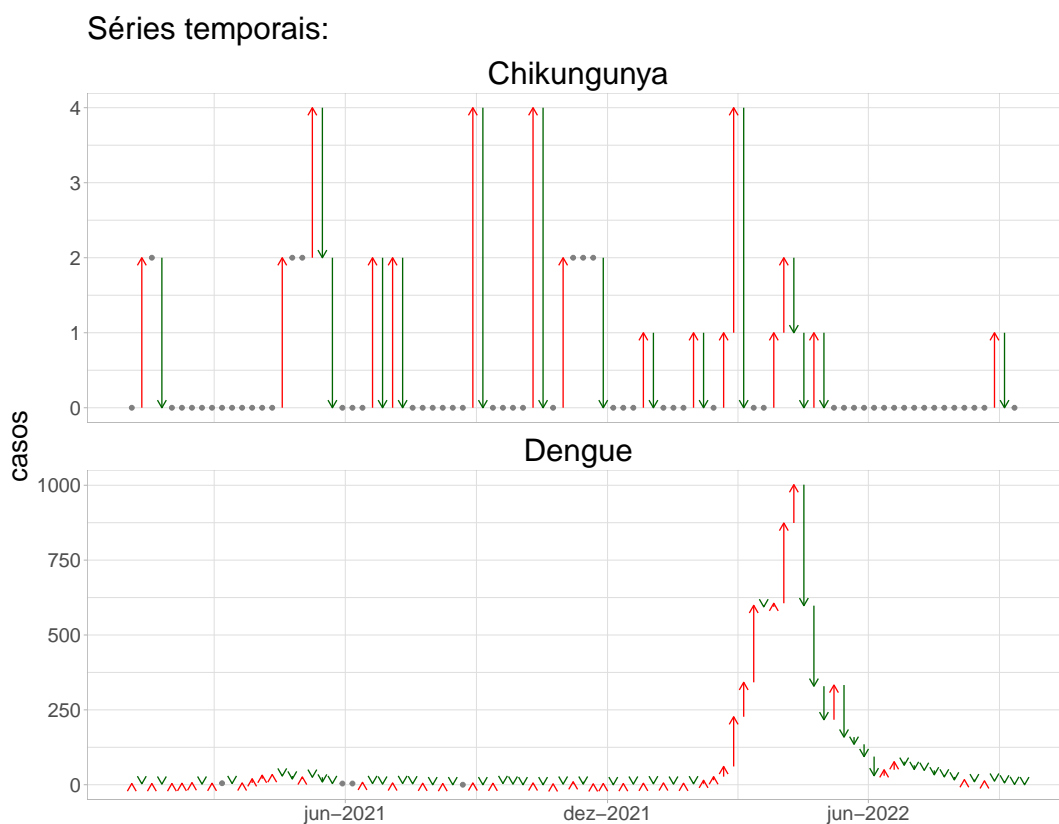 Séries temporais:
Chikungunya
4
3
2
1
0
casos
Dengue
1000
750
500
250
0
jun−2021
dez−2021
jun−2022